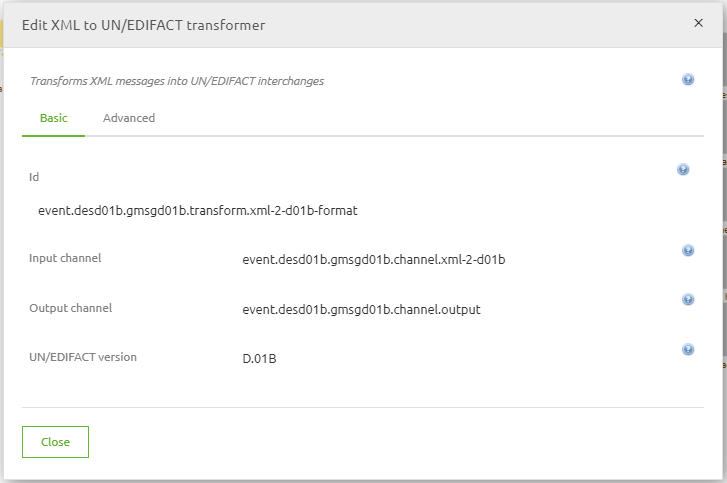 Edit XML to UN/EDIFACT transformer
Transforms XML messages into UN/EDIFACT interchanges
Basic Advanced
Id
event.desd01b.gmsgd01b.transform.xml-2-d01b-format
Input channel event.desd01b.gmsgd01b.channel.xml-2-d01b
Output channel event.desd01b.gmsgd01b.channel.output
UN/EDIFACT version D.01B
Close